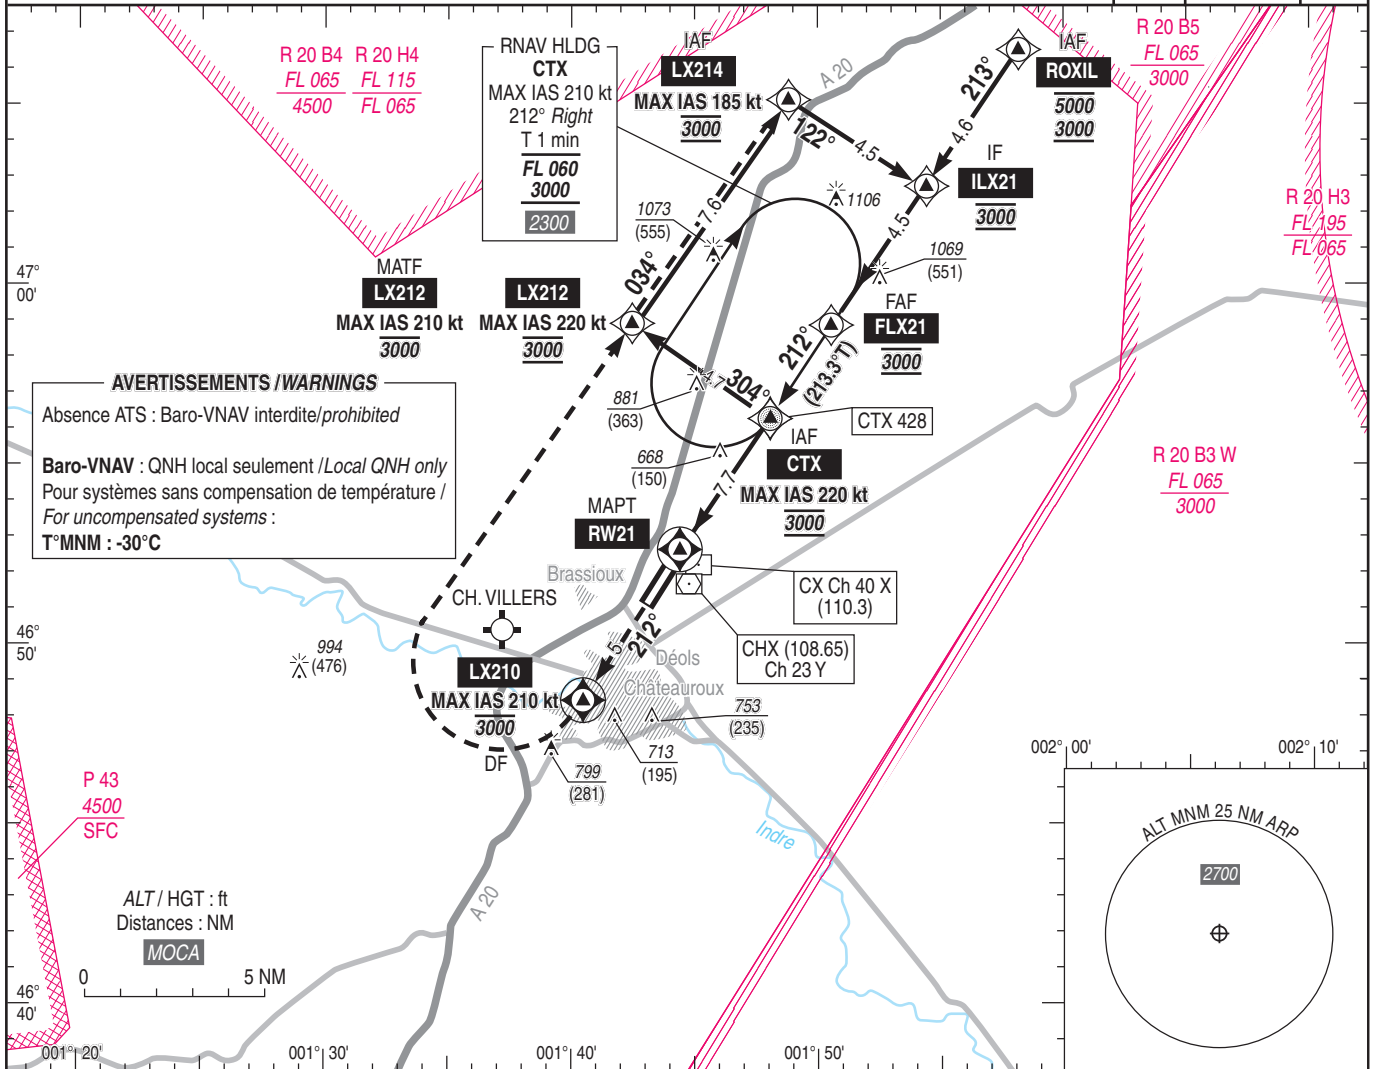 R 20 B4
FL 065
4500
R 20 H4
FL 115
FL 065
RNAV HLDG
CTX
MAX IAS 210 kt
212° Right
T 1 min
FL 060
3000
2300
IAF
LX214
MAX IAS 185 kt
3000
A 20
IAF
ROXIL
5000
3000
R 20 B5
FL 065
3000
213°
4.6
122°
4.5
IF
ILX21
3000
R 20 H3
FL 195
FL 065
1073
(555)
7.6
1106
4.5
1069
(551)
034°
47°
00'
MATF
LX212
MAX IAS 210 kt
3000
LX212
MAX IAS 220 kt
3000
FAF
FLX21
3000
212°
(213.3°T)
AVERTISSEMENTS / WARNINGS
Absence ATS : Baro-VNAV interdite/prohibited
Baro-VNAV : QNH local seulement /Local QNH only
Pour systèmes sans compensation de température /
For uncompensated systems :
T°MNM : -30°C
4.7
304°
881
(363)
CTX 428
668
(150)
IAF
CTX
MAX IAS 220 kt
3000
R 20 B3 W
FL 065
3000
7.7
MAPT
RW21
Brassioux
CX Ch 40 X
(110.3)
CH. VILLERS
CHX (108.65)
Ch 23 Y
46°
50'
994
(476)
5
212°
Déols
Châteauroux
LX210
MAX IAS 210 kt
3000
DF
753
(235)
713
(195)
799
(281)
002° 00'
002° 10'
P 43
4500
SFC
Indre
ALT MNM 25 NM ARP
2700
A 20
ALT / HGT : ft
Distances : NM
MOCA
0
5 NM
46°
40'
001° 20'
001° 30'
001° 40'
001° 50'